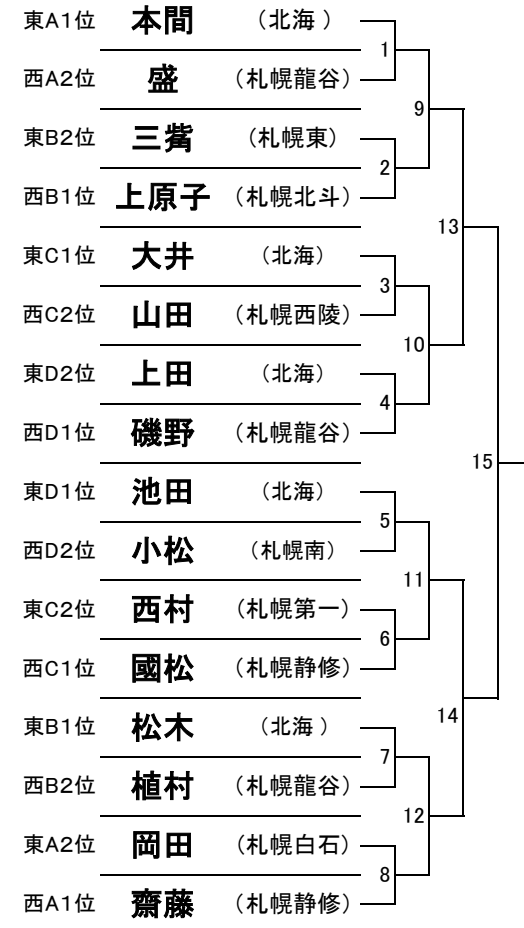 東A1位 本間 （北海 ）
1
西A2位 盛 （札幌龍谷）
9
東B2位 三觜 （札幌東）
2
西B1位 上原子 （札幌北斗）
13
東C1位 大井 （北海）
3
西C2位 山田 （札幌西陵）
10
東D2位 上田 （北海）
4
西D1位 磯野 （札幌龍谷）
15
東D1位 池田 （北海）
5
西D2位 小松 （札幌南）
11
東C2位 西村 （札幌第一）
6
西C1位 國松 （札幌静修）
14
東B1位 松木 （北海 ）
7
西B2位 植村 （札幌龍谷）
12
東A2位 岡田 （札幌白石）
8
西A1位 齋藤 （札幌静修）